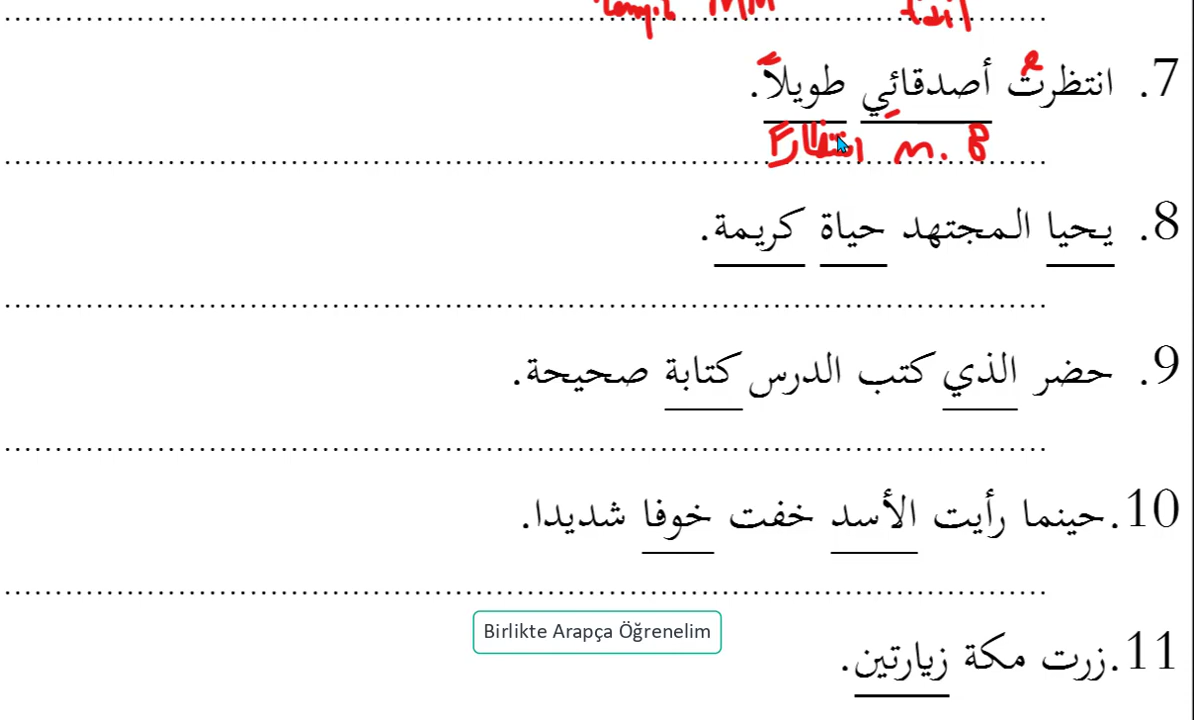 7. انتظرتُ أصدقائي طويلاً.
m. B انتظاراً
8. يحيا المجتهد حياة كريمة.
9. حضر الذي كتب الدرس كتابة صحيحة.
10.حينما رأيت الأسد خفت خوفا شديدا.
Birlikte Arapça Öğrenelim
11.زرت مكة زيارتين.